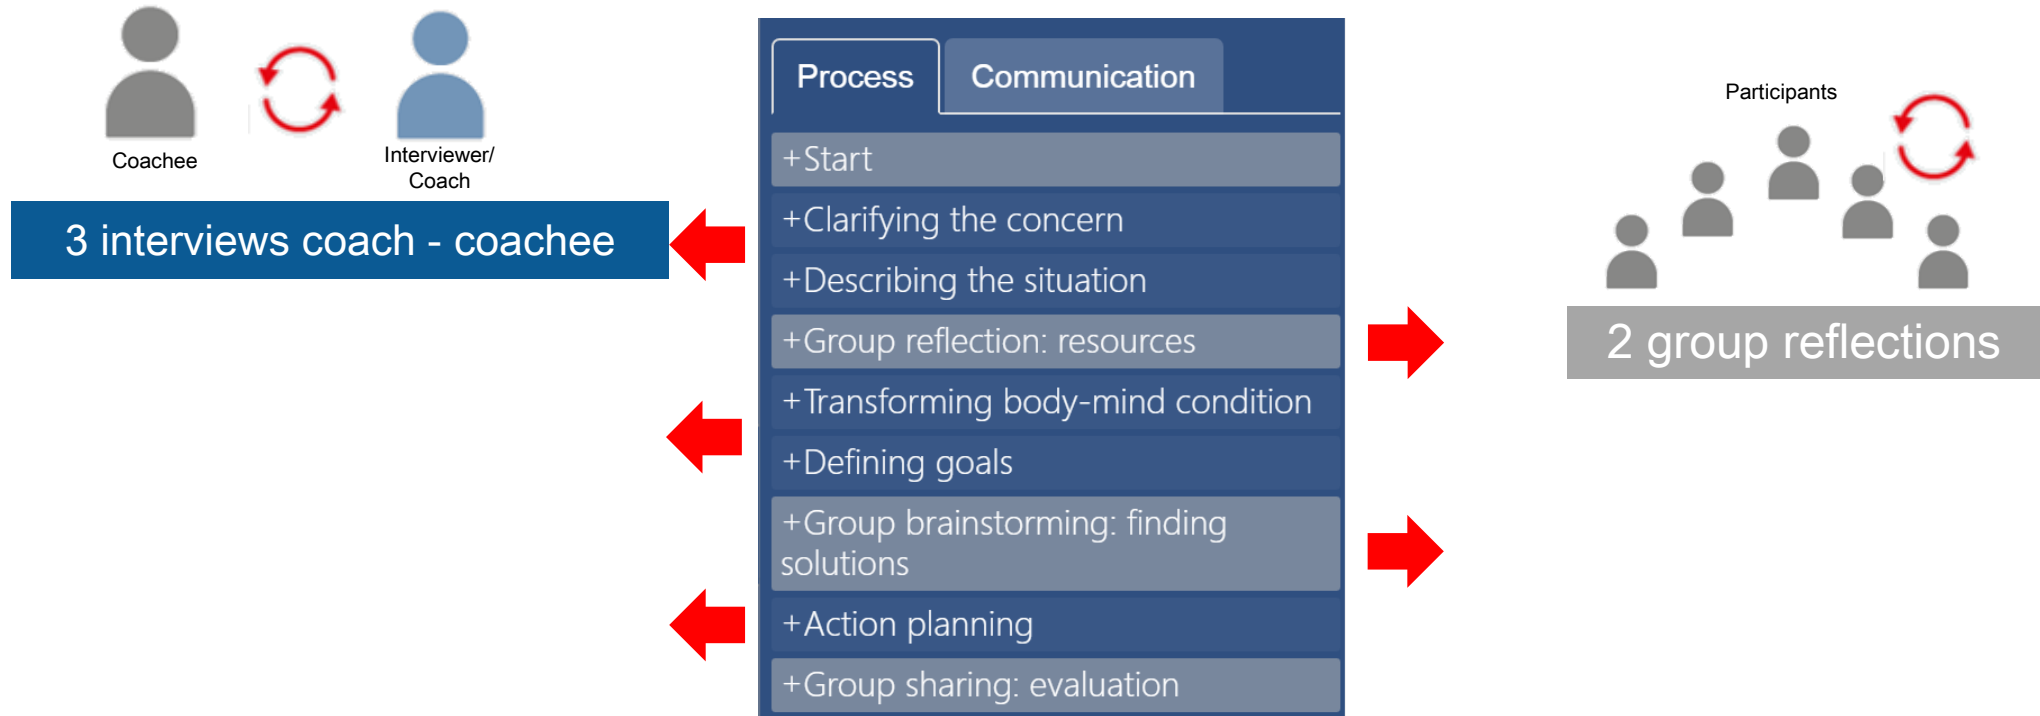 Coachee
Interviewer/
Coach
3 interviews coach - coachee
Process
Communication
+Start
+Clarifying the concern
+Describing the situation
+Group reflection: resources
+Transforming body-mind condition
+Defining goals
+Group brainstorming: finding
solutions
+Action planning
+Group sharing: evaluation
Participants
2 group reflections